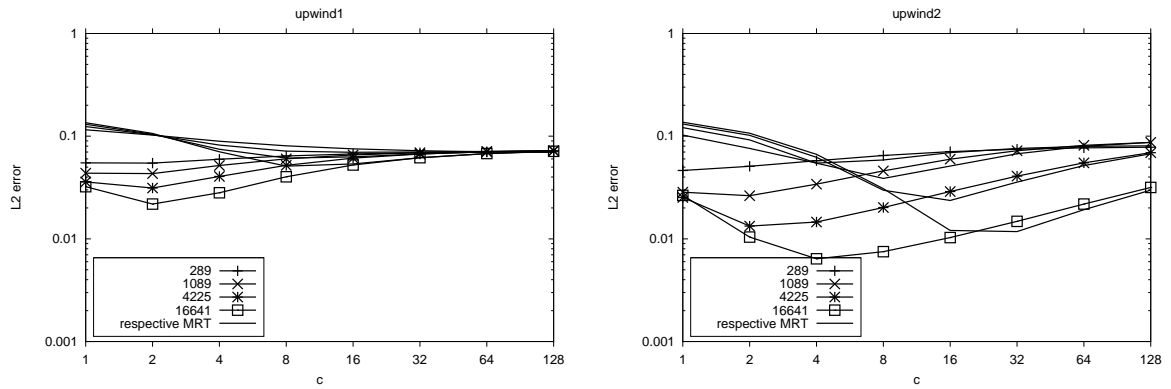 upwind1
1
0.1
0.01
0.001
L2 error
289
1089
4225
16641
respective MRT
1 2 4 8 16 32 64 128
c
upwind2
1
0.1
0.01
0.001
L2 error
289
1089
4225
16641
respective MRT
1 2 4 8 16 32 64 128
c